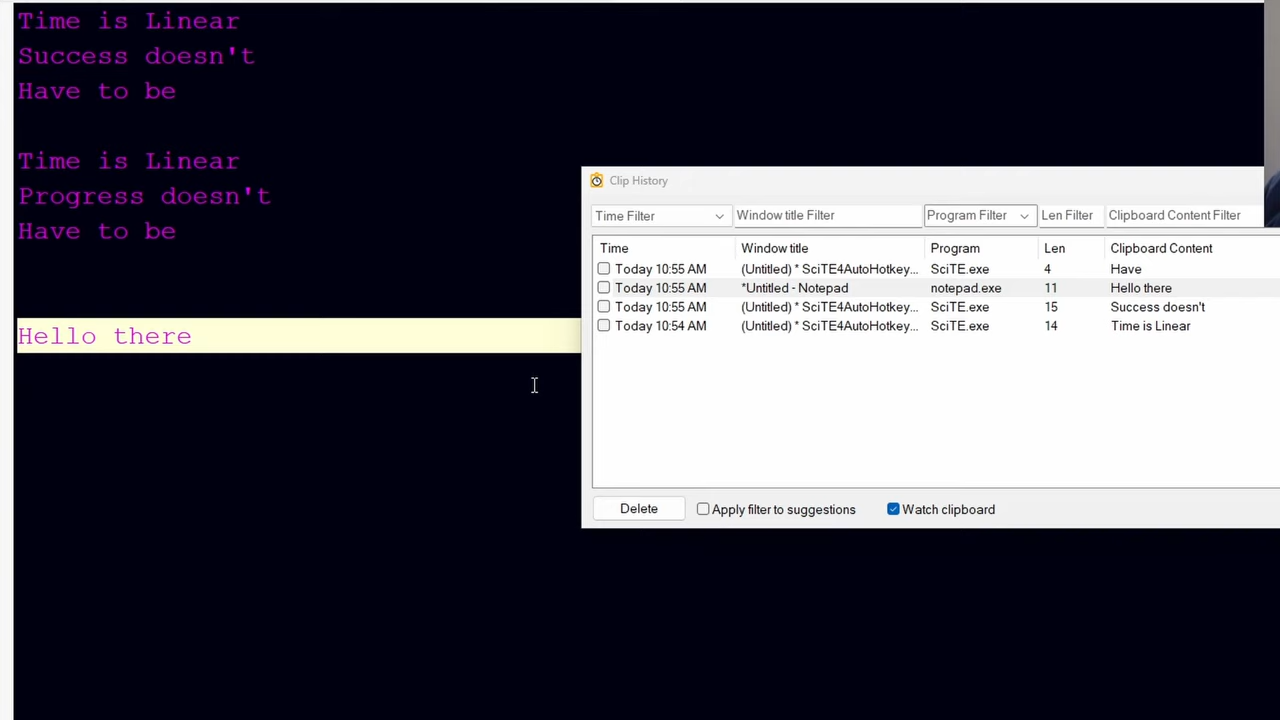 Time is Linear
Success doesn't
Have to be
Time is Linear
Progress doesn't
Have to be
Hello there
Clip History
Time Filter Window title Filter Program Filter Len Filter Clipboard Content Filter
Time Window title Program Len Clipboard Content
Today 10:55 AM (Untitled) * SciTE4AutoHotkey... SciTE.exe 4 Have
Today 10:55 AM *Untitled - Notepad notepad.exe 11 Hello there
Today 10:55 AM (Untitled) * SciTE4AutoHotkey... SciTE.exe 15 Success doesn't
Today 10:54 AM (Untitled) * SciTE4AutoHotkey... SciTE.exe 14 Time is Linear
Delete Apply filter to suggestions Watch clipboard